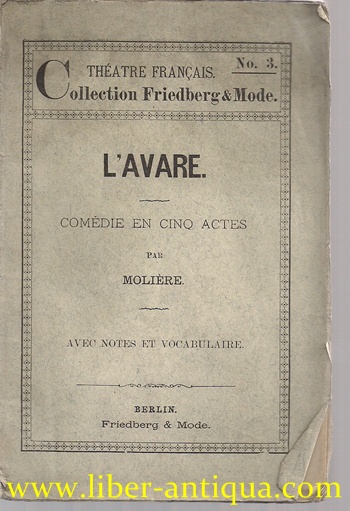 No. 3.
THÉATRE FRANÇAIS.
Collection Friedberg & Mode.
L'AVARE.
COMÉDIE EN CINQ ACTES
PAR
MOLIÈRE.
AVEC NOTES ET VOCABULAIRE.
BERLIN.
Friedberg & Mode.
www.liber-antiqua.com